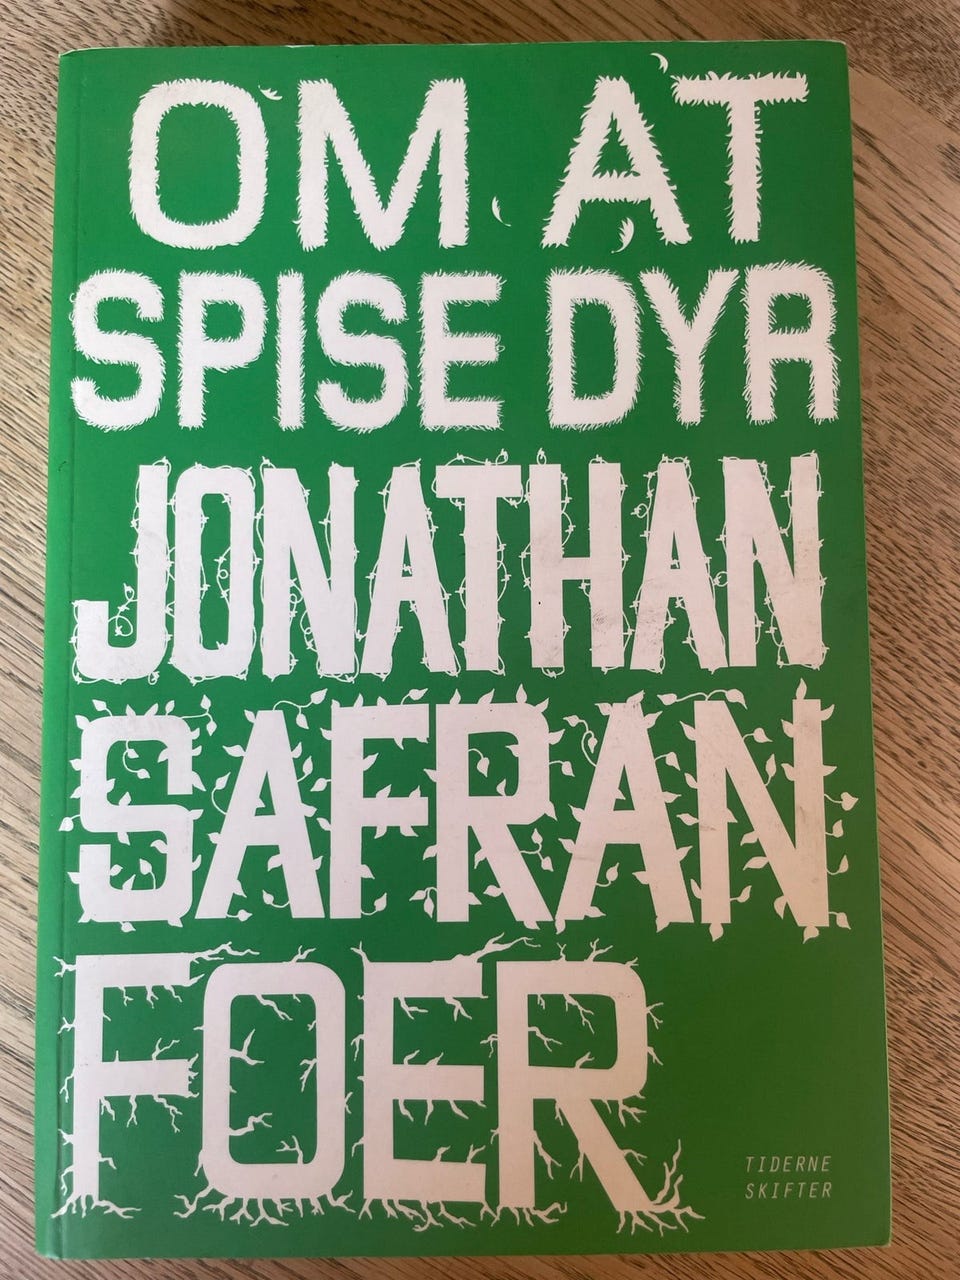 OM AT
SPISE DYR
JONATHAN
SAFRAN
FOER
TIDERNE
SKIFTER